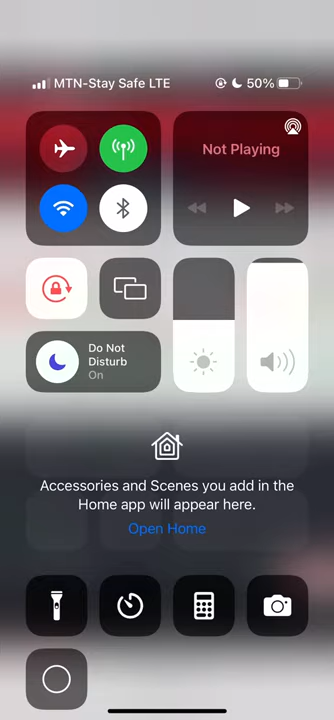 MTN-Stay Safe LTE
50%
Not Playing
Do Not
Disturb
On
Accessories and Scenes you add in the
Home app will appear here.
Open Home